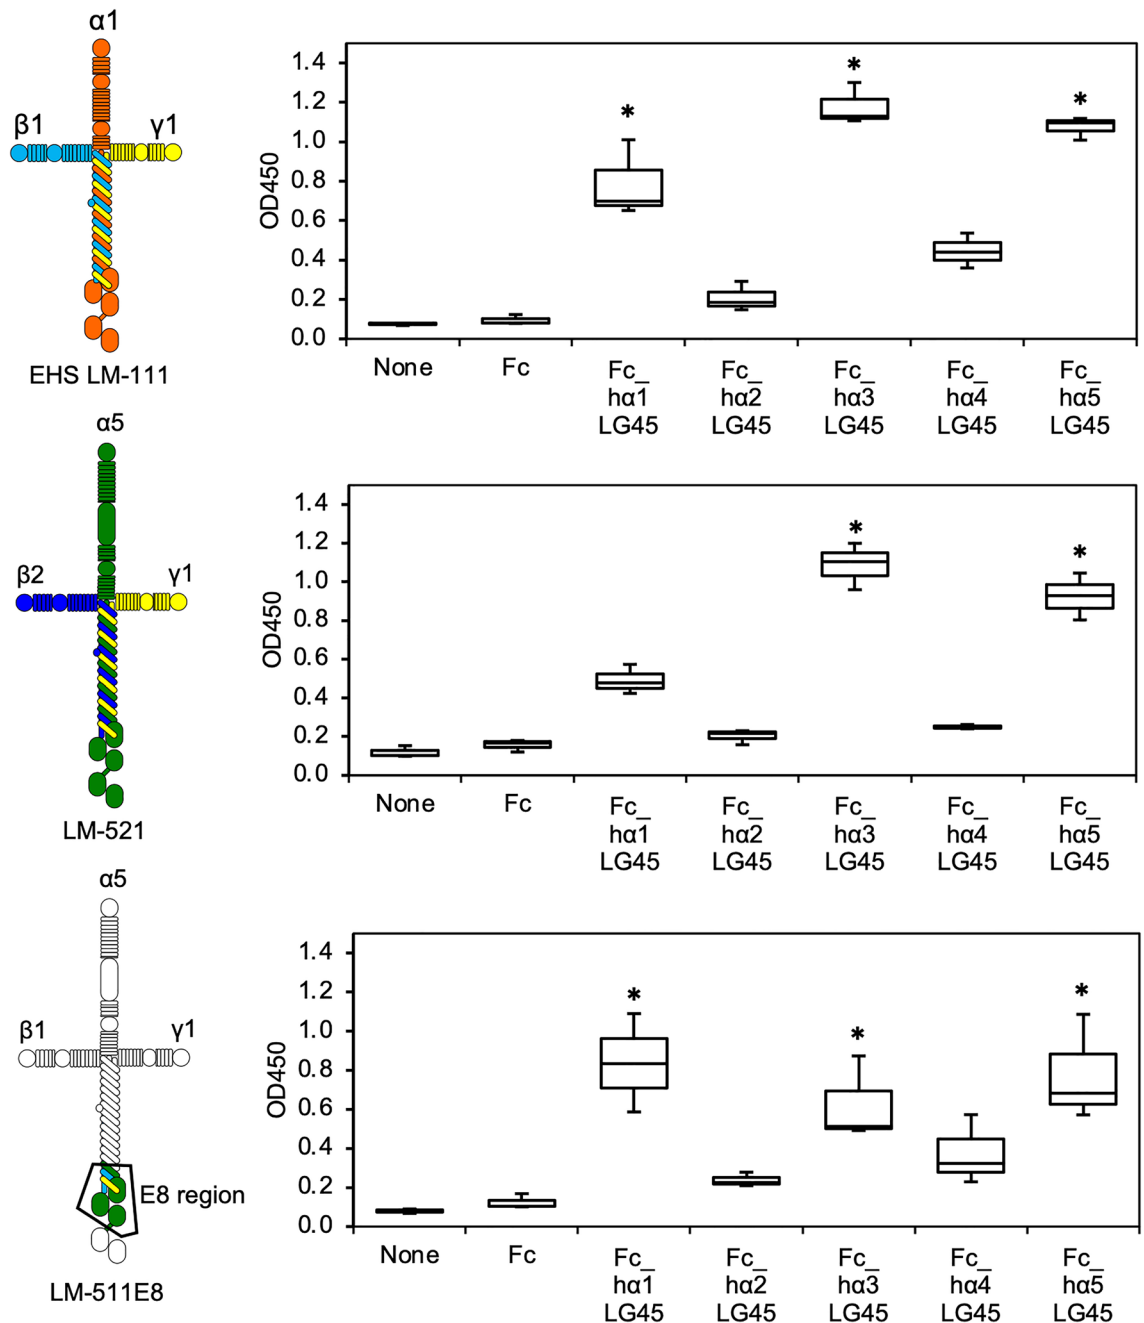 α1
β1
γ1
EHS LM-111
OD450
1.4
1.2
1.0
0.8
0.6
0.4
0.2
0.0
*
*
*
None
Fc
Fc_
hα1
LG45
Fc_
hα2
LG45
Fc_
hα3
LG45
Fc_
hα4
LG45
Fc_
hα5
LG45
α5
β2
γ1
LM-521
OD450
1.4
1.2
1.0
0.8
0.6
0.4
0.2
0.0
*
*
None
Fc
Fc_
hα1
LG45
Fc_
hα2
LG45
Fc_
hα3
LG45
Fc_
hα4
LG45
Fc_
hα5
LG45
α5
β1
γ1
E8 region
LM-511E8
OD450
1.4
1.2
1.0
0.8
0.6
0.4
0.2
0.0
*
*
*
None
Fc
Fc_
hα1
LG45
Fc_
hα2
LG45
Fc_
hα3
LG45
Fc_
hα4
LG45
Fc_
hα5
LG45